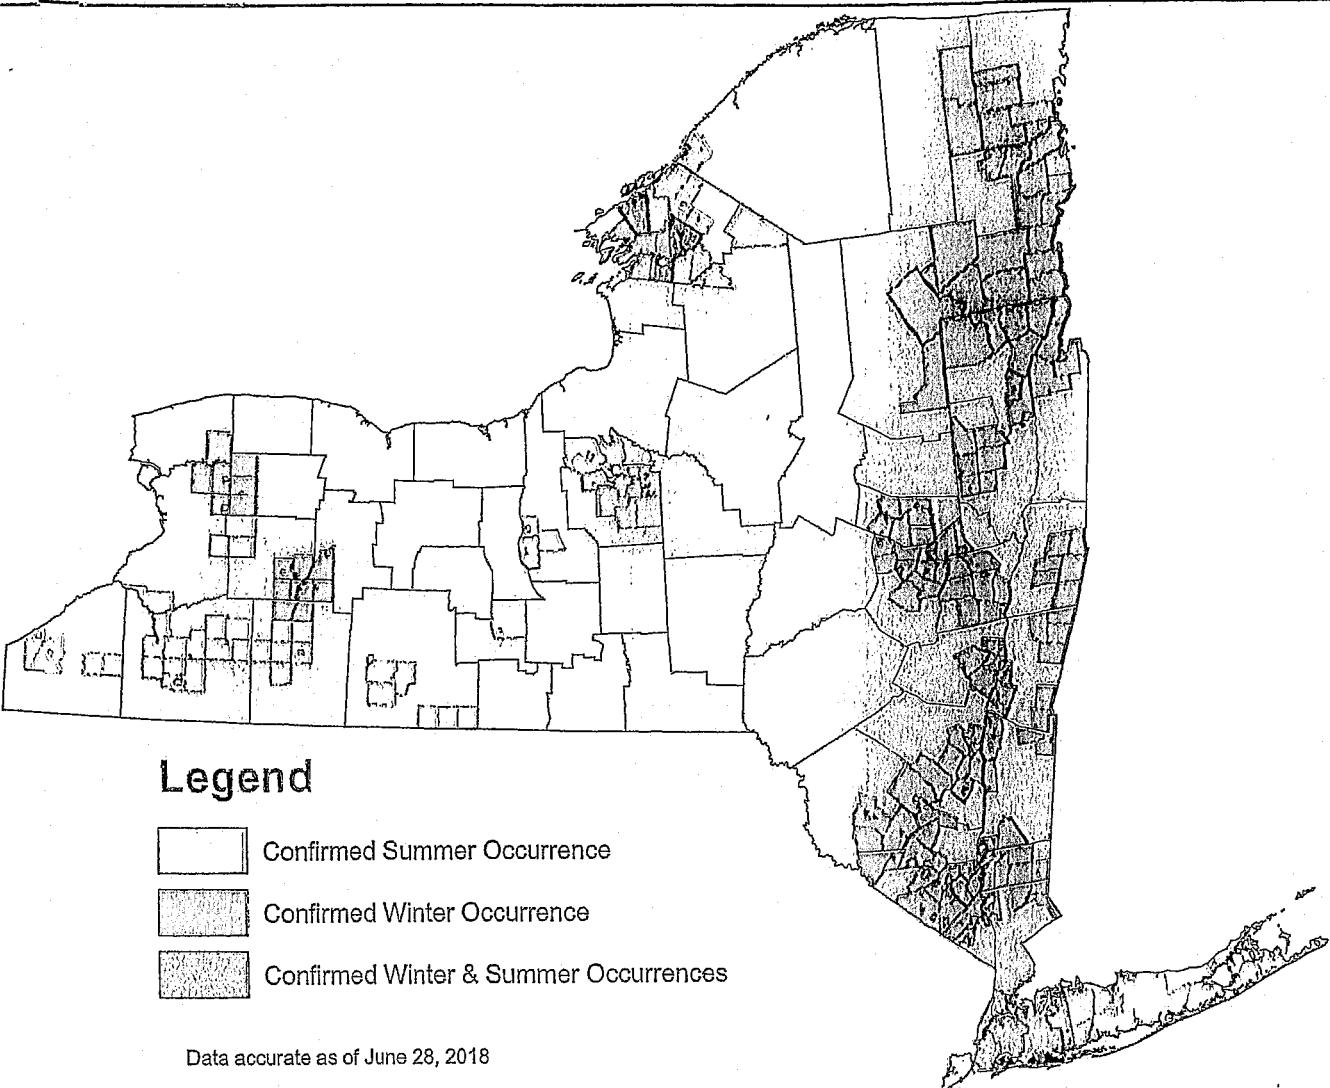 Legend
Confirmed Summer Occurrence
Confirmed Winter Occurrence
Confirmed Winter & Summer Occurrences
Data accurate as of June 28, 2018